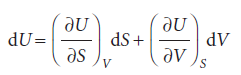 dU = (∂U/∂S)_V dS + (∂U/∂V)_S dV